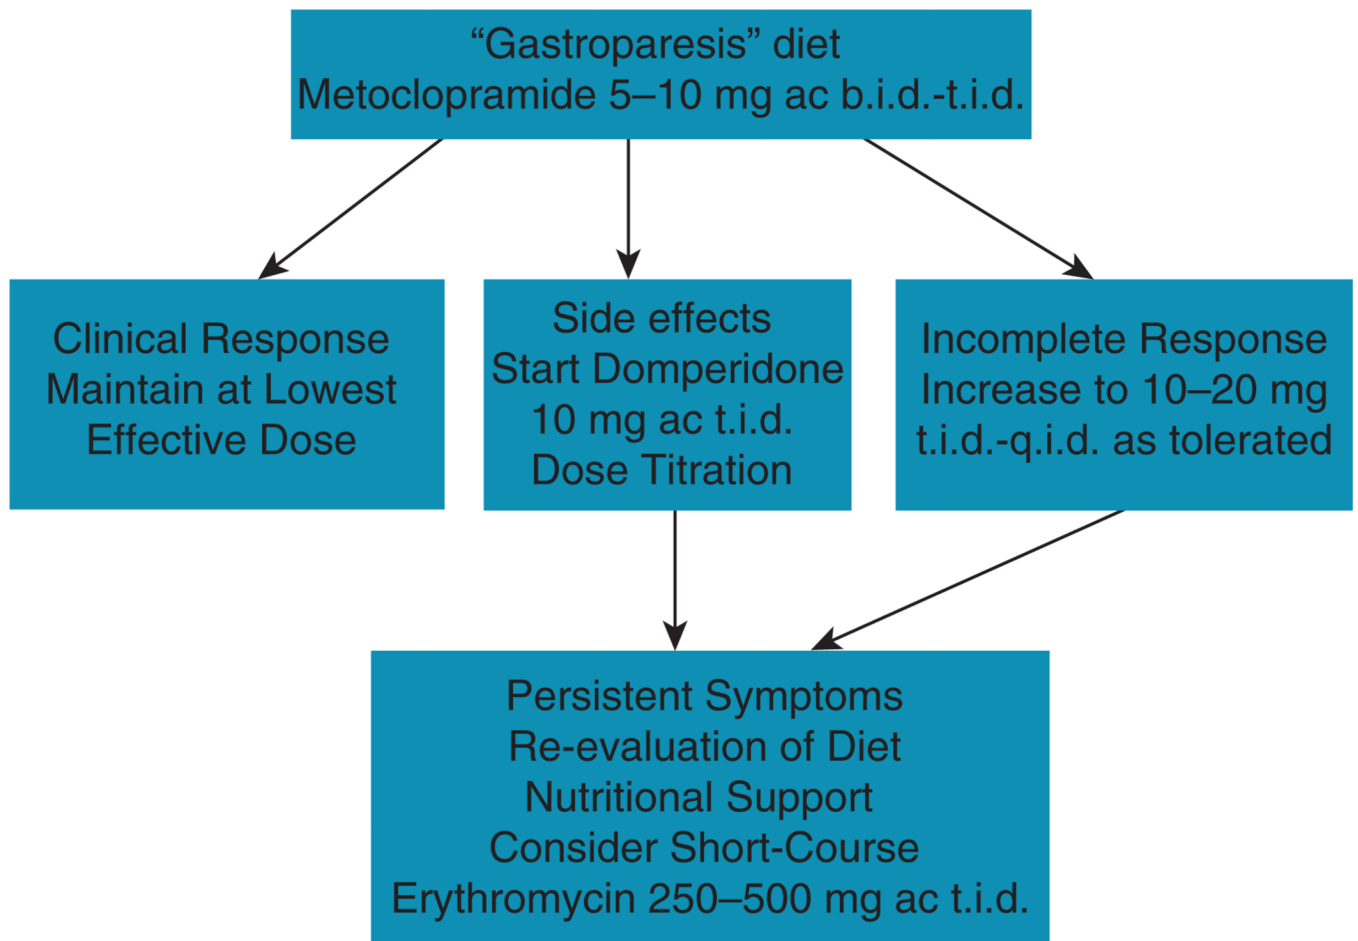 “Gastroparesis” diet
Metoclopramide 5–10 mg ac b.i.d.-t.i.d.
Clinical Response
Maintain at Lowest
Effective Dose
Side effects
Start Domperidone
10 mg ac t.i.d.
Dose Titration
Incomplete Response
Increase to 10–20 mg
t.i.d.-q.i.d. as tolerated
Persistent Symptoms
Re-evaluation of Diet
Nutritional Support
Consider Short-Course
Erythromycin 250–500 mg ac t.i.d.